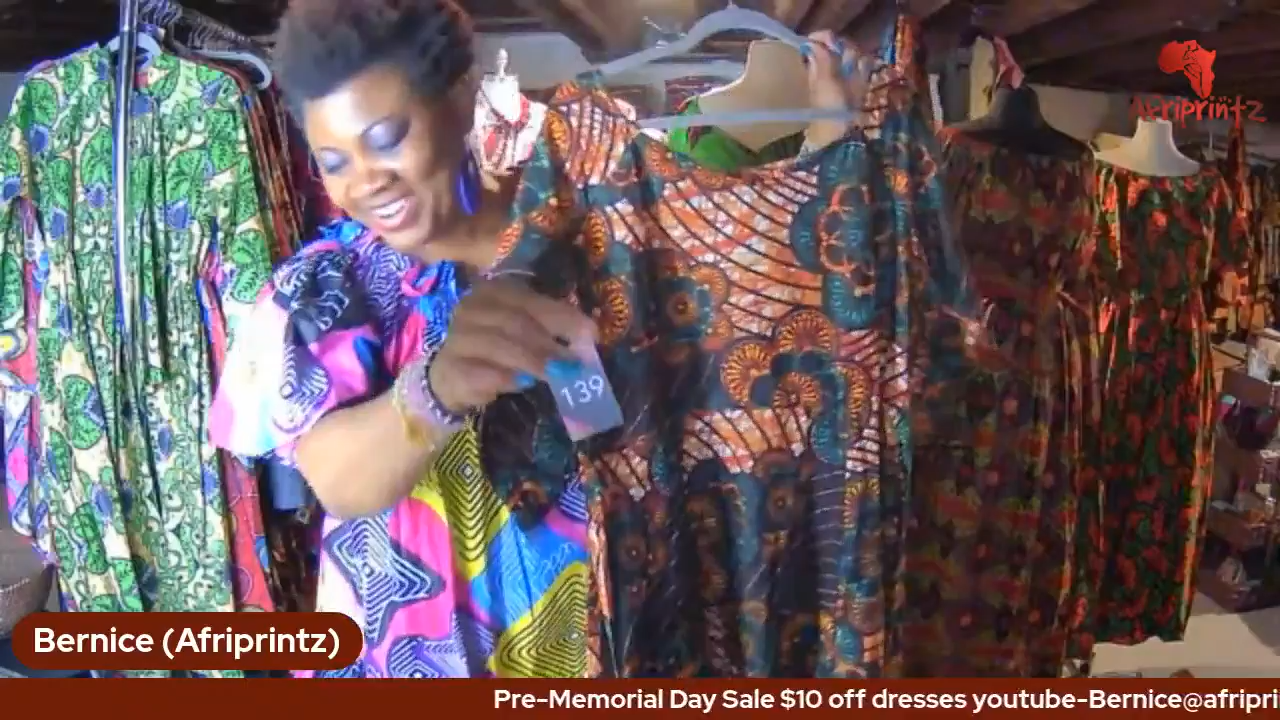 Afriprintz
139
Bernice (Afriprintz)
Pre-Memorial Day Sale $10 off dresses youtube-Bernice@afripri